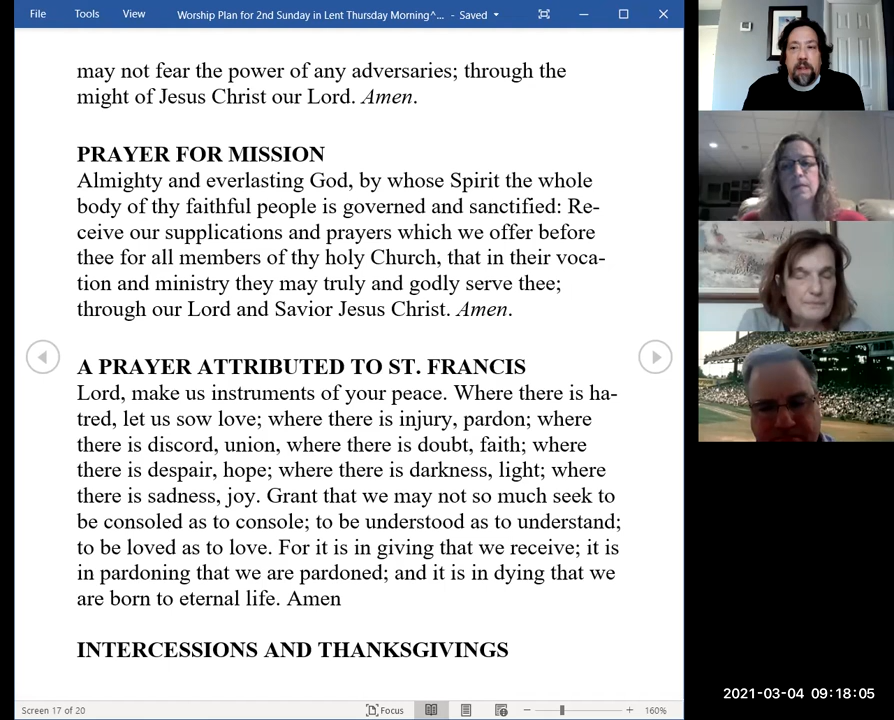 File Tools View Worship Plan for 2nd Sunday in Lent Thursday Morning^... - Saved
may not fear the power of any adversaries; through the
might of Jesus Christ our Lord. Amen.
PRAYER FOR MISSION
Almighty and everlasting God, by whose Spirit the whole
body of thy faithful people is governed and sanctified: Re-
ceive our supplications and prayers which we offer before
thee for all members of thy holy Church, that in their voca-
tion and ministry they may truly and godly serve thee;
through our Lord and Savior Jesus Christ. Amen.
A PRAYER ATTRIBUTED TO ST. FRANCIS
Lord, make us instruments of your peace. Where there is ha-
tred, let us sow love; where there is injury, pardon; where
there is discord, union, where there is doubt, faith; where
there is despair, hope; where there is darkness, light; where
there is sadness, joy. Grant that we may not so much seek to
be consoled as to console; to be understood as to understand;
to be loved as to love. For it is in giving that we receive; it is
in pardoning that we are pardoned; and it is in dying that we
are born to eternal life. Amen
INTERCESSIONS AND THANKSGIVINGS
2021-03-04 09:18:05
Screen 17 of 20 Focus 160%